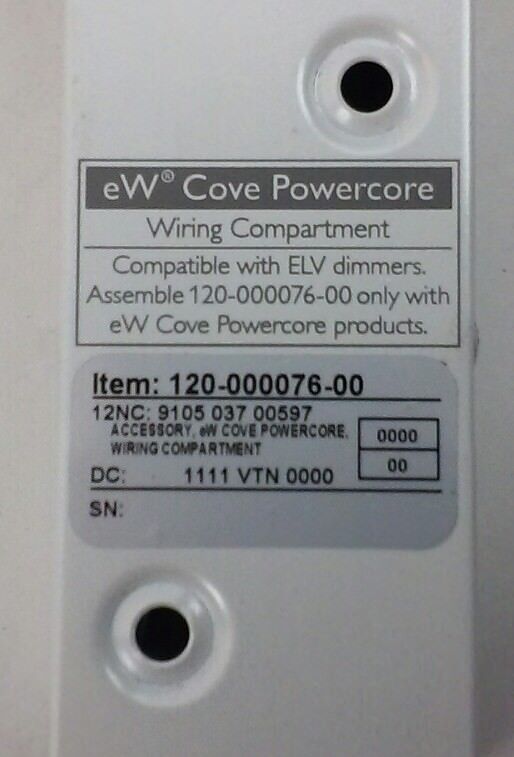 eW® Cove Powercore
Wiring Compartment
Compatible with ELV dimmers.
Assemble 120-000076-00 only with
eW Cove Powercore products.
Item: 120-000076-00
12NC: 9105 037 00597
ACCESSORY, eW COVE POWERCORE,
WIRING COMPARTMENT
0000
00
DC: 1111 VTN 0000
SN: